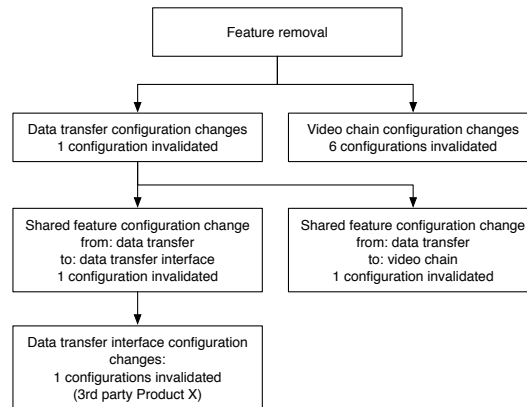 Feature removal
Data transfer configuration changes
1 configuration invalidated
Video chain configuration changes
6 configurations invalidated
Shared feature configuration change
from: data transfer
to: data transfer interface
1 configuration invalidated
Shared feature configuration change
from: data transfer
to: video chain
1 configuration invalidated
Data transfer interface configuration
changes:
1 configurations invalidated
(3rd party Product X)